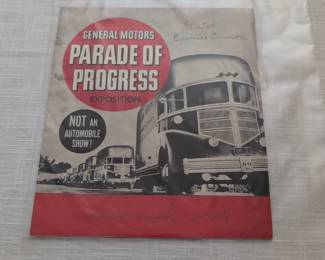 GENERAL MOTORS
PARADE OF
PROGRESS
EXPOSITION
NOT AN
AUTOMOBILE
SHOW!